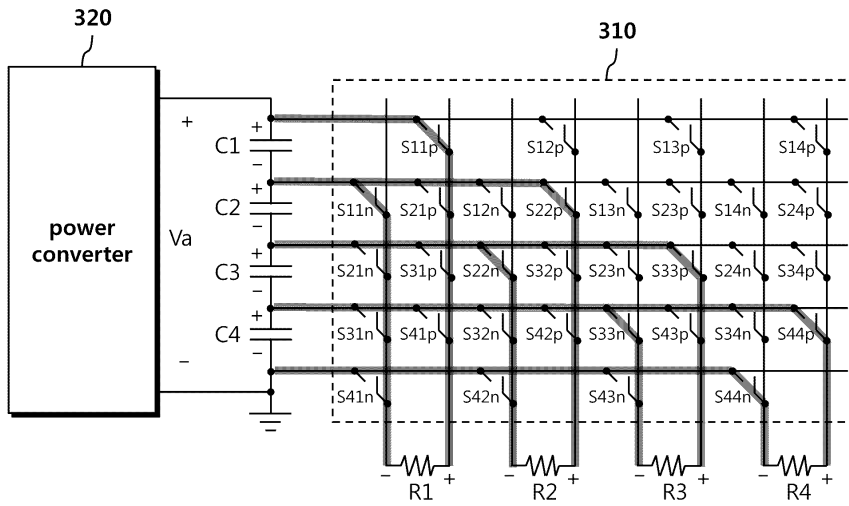 320
310
power
converter
+
Va
−
+
C1
−
+
C2
−
+
C3
−
+
C4
−
S11p S12p S13p S14p
S11n S21p S12n S22p S13n S23p S14n S24p
S21n S31p S22n S32p S23n S33p S24n S34p
S31n S41p S32n S42p S33n S43p S34n S44p
S41n S42n S43n S44n
− + − + − + − +
R1 R2 R3 R4